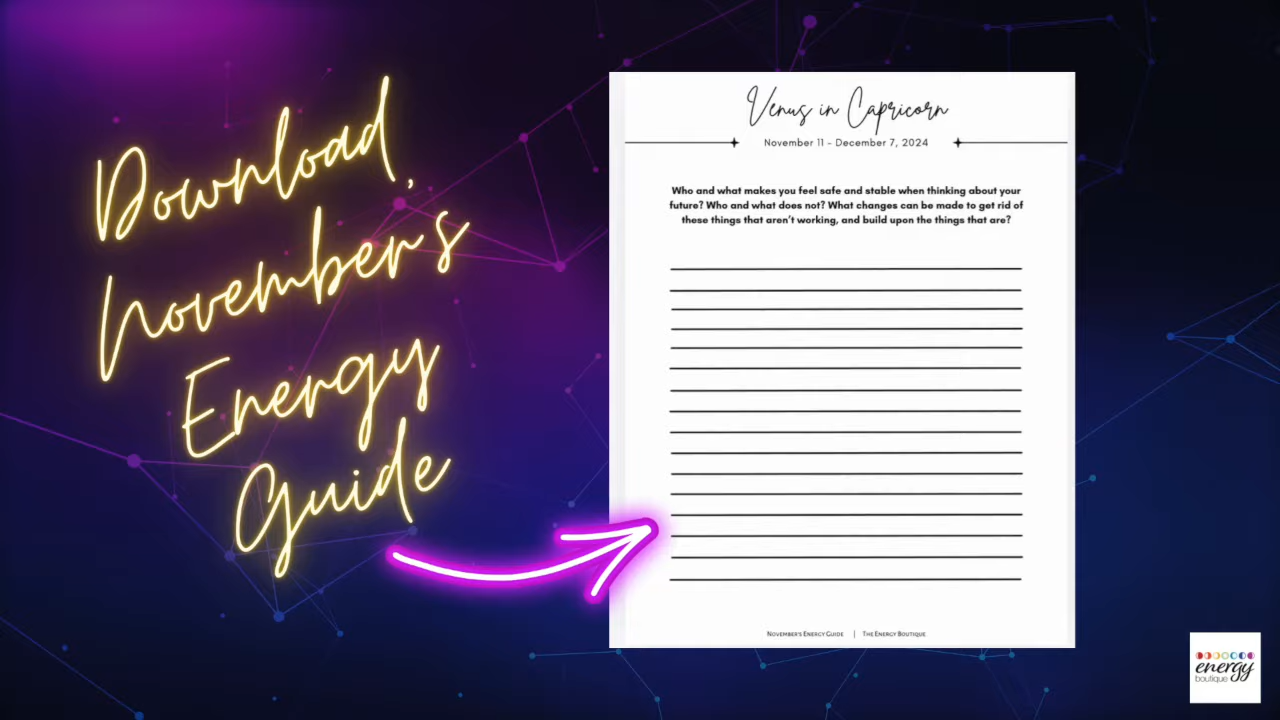 Download
November's
Energy
Guide
Venus in Capricorn
November 11 - December 7, 2024
Who and what makes you feel safe and stable when thinking about your
future? Who and what does not? What changes can be made to get rid of
these things that aren't working, and build upon the things that are?
November's Energy Guide | The Energy Boutique
energy
boutique